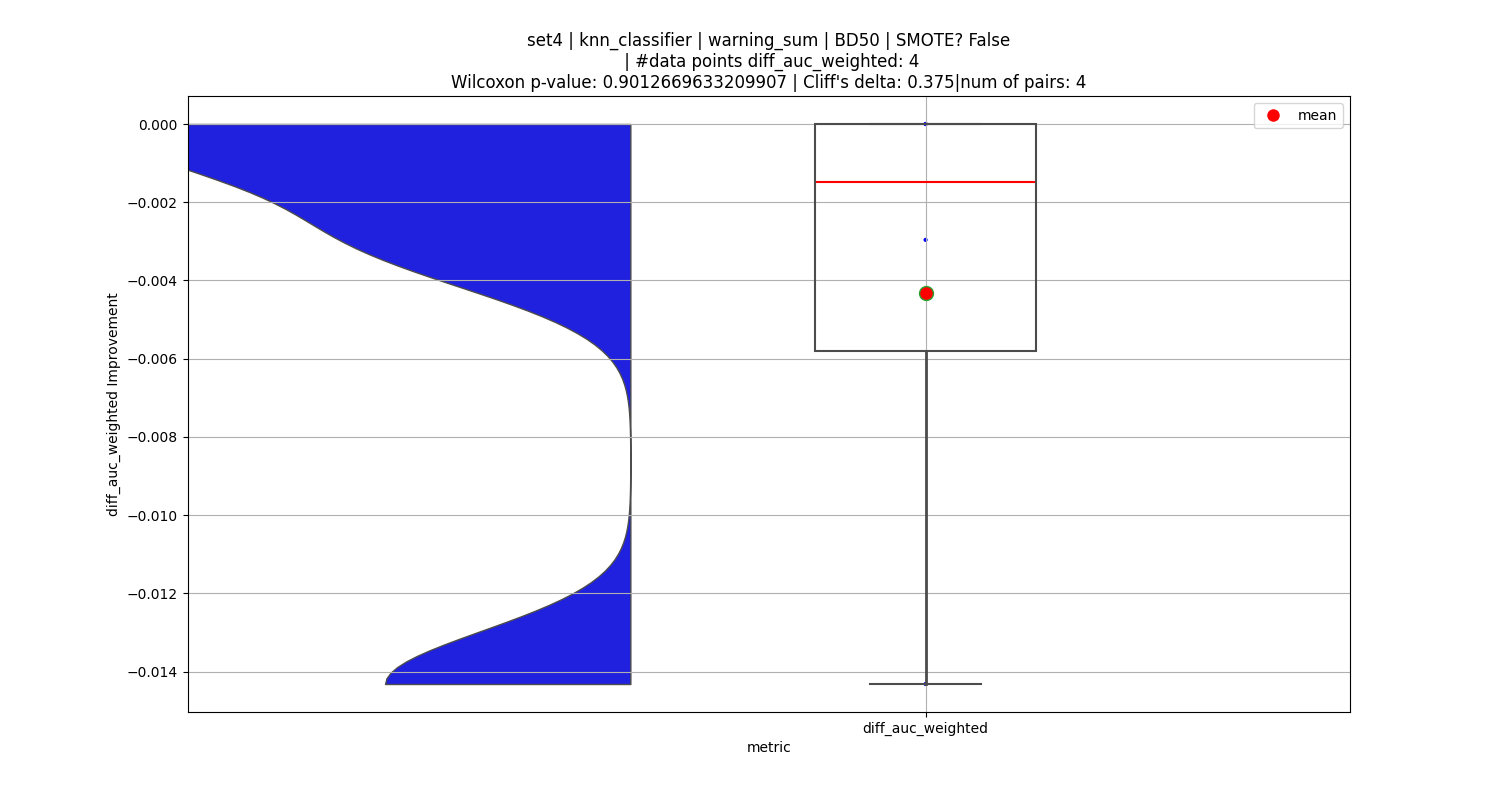 set4 | knn_classifier | warning_sum | BD50 | SMOTE? False
| #data points diff_auc_weighted: 4
Wilcoxon p-value: 0.9012669633209907 | Cliff's delta: 0.375|num of pairs: 4
mean
0.000
−0.002
−0.004
−0.006
−0.008
−0.010
−0.012
−0.014
diff_auc_weighted Improvement
diff_auc_weighted
metric